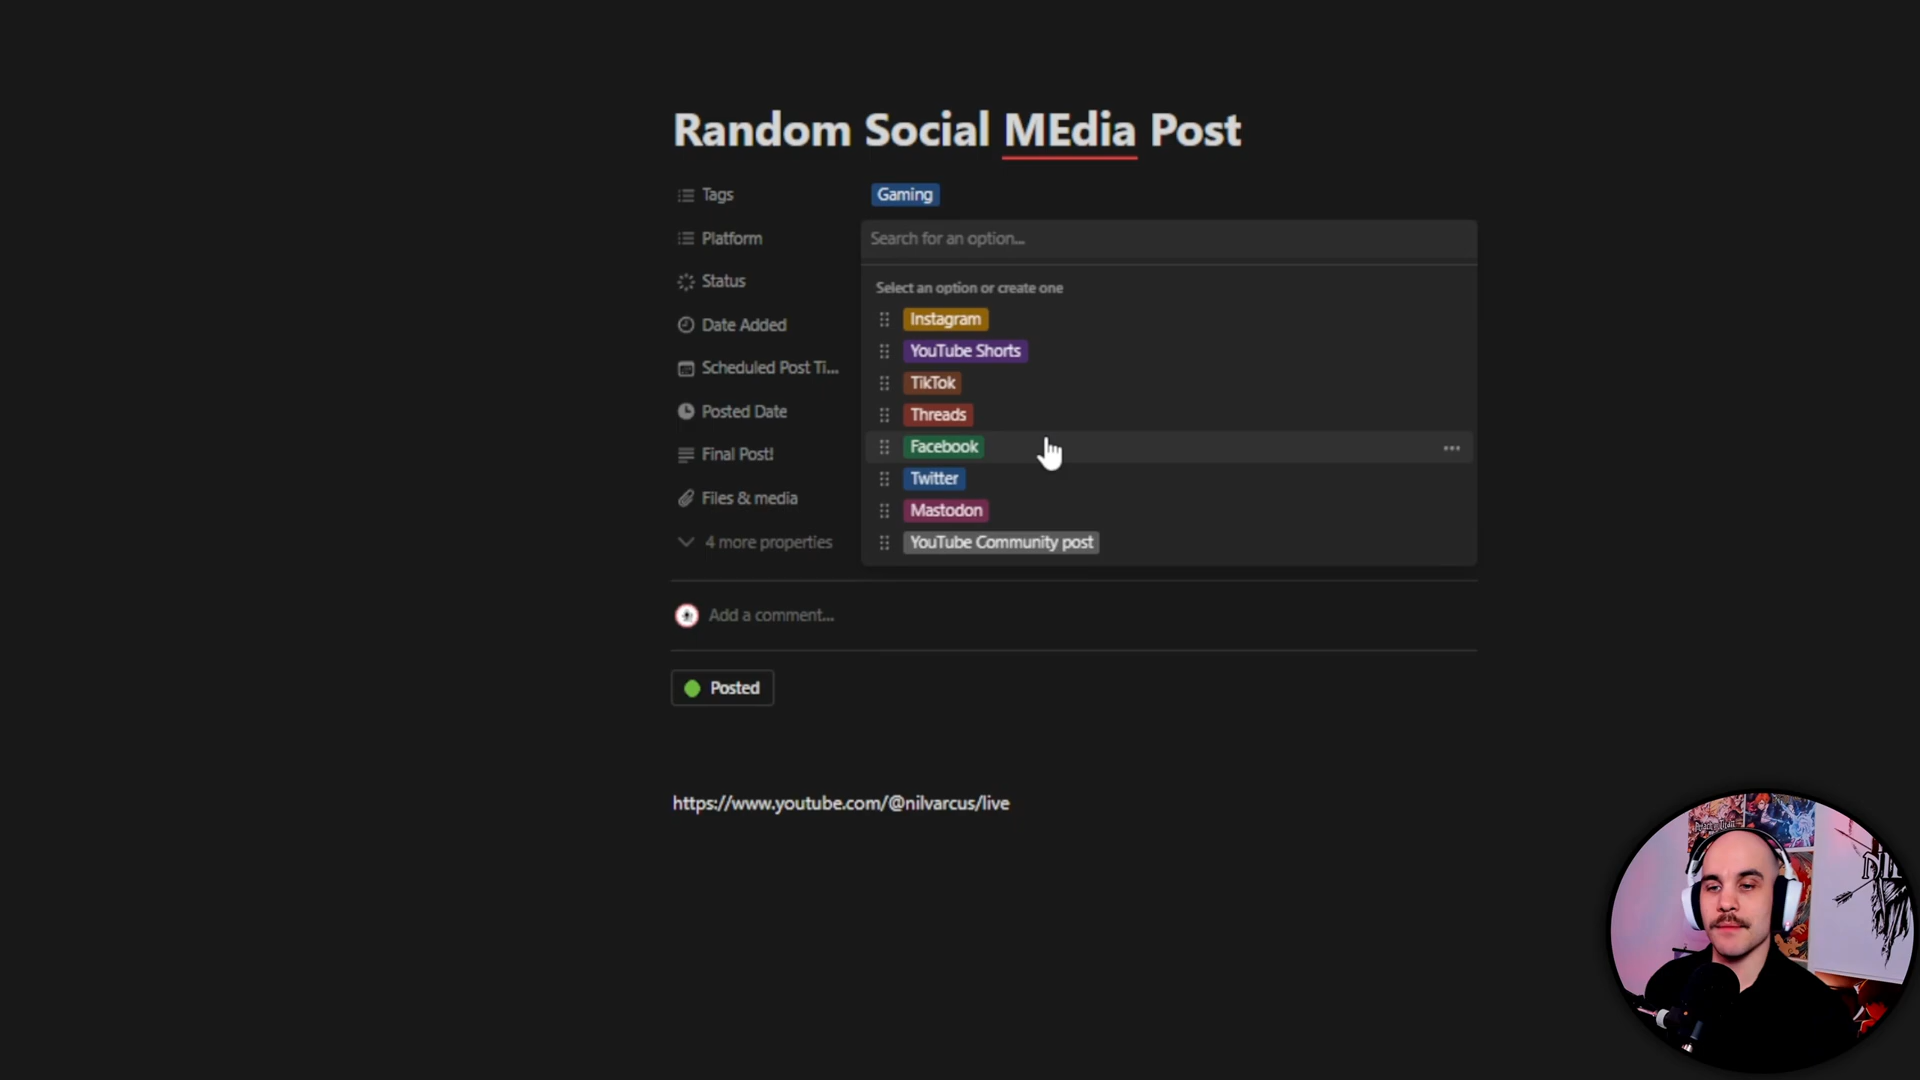 Random Social MEdia Post
Tags
Gaming
Platform
Search for an option...
Status
Select an option or create one
Date Added
Instagram
YouTube Shorts
Scheduled Post Ti...
TikTok
Posted Date
Threads
Final Post!
Facebook
Twitter
Files & media
Mastodon
4 more properties
YouTube Community post
Add a comment...
Posted
https://www.youtube.com/@nilvarcus/live